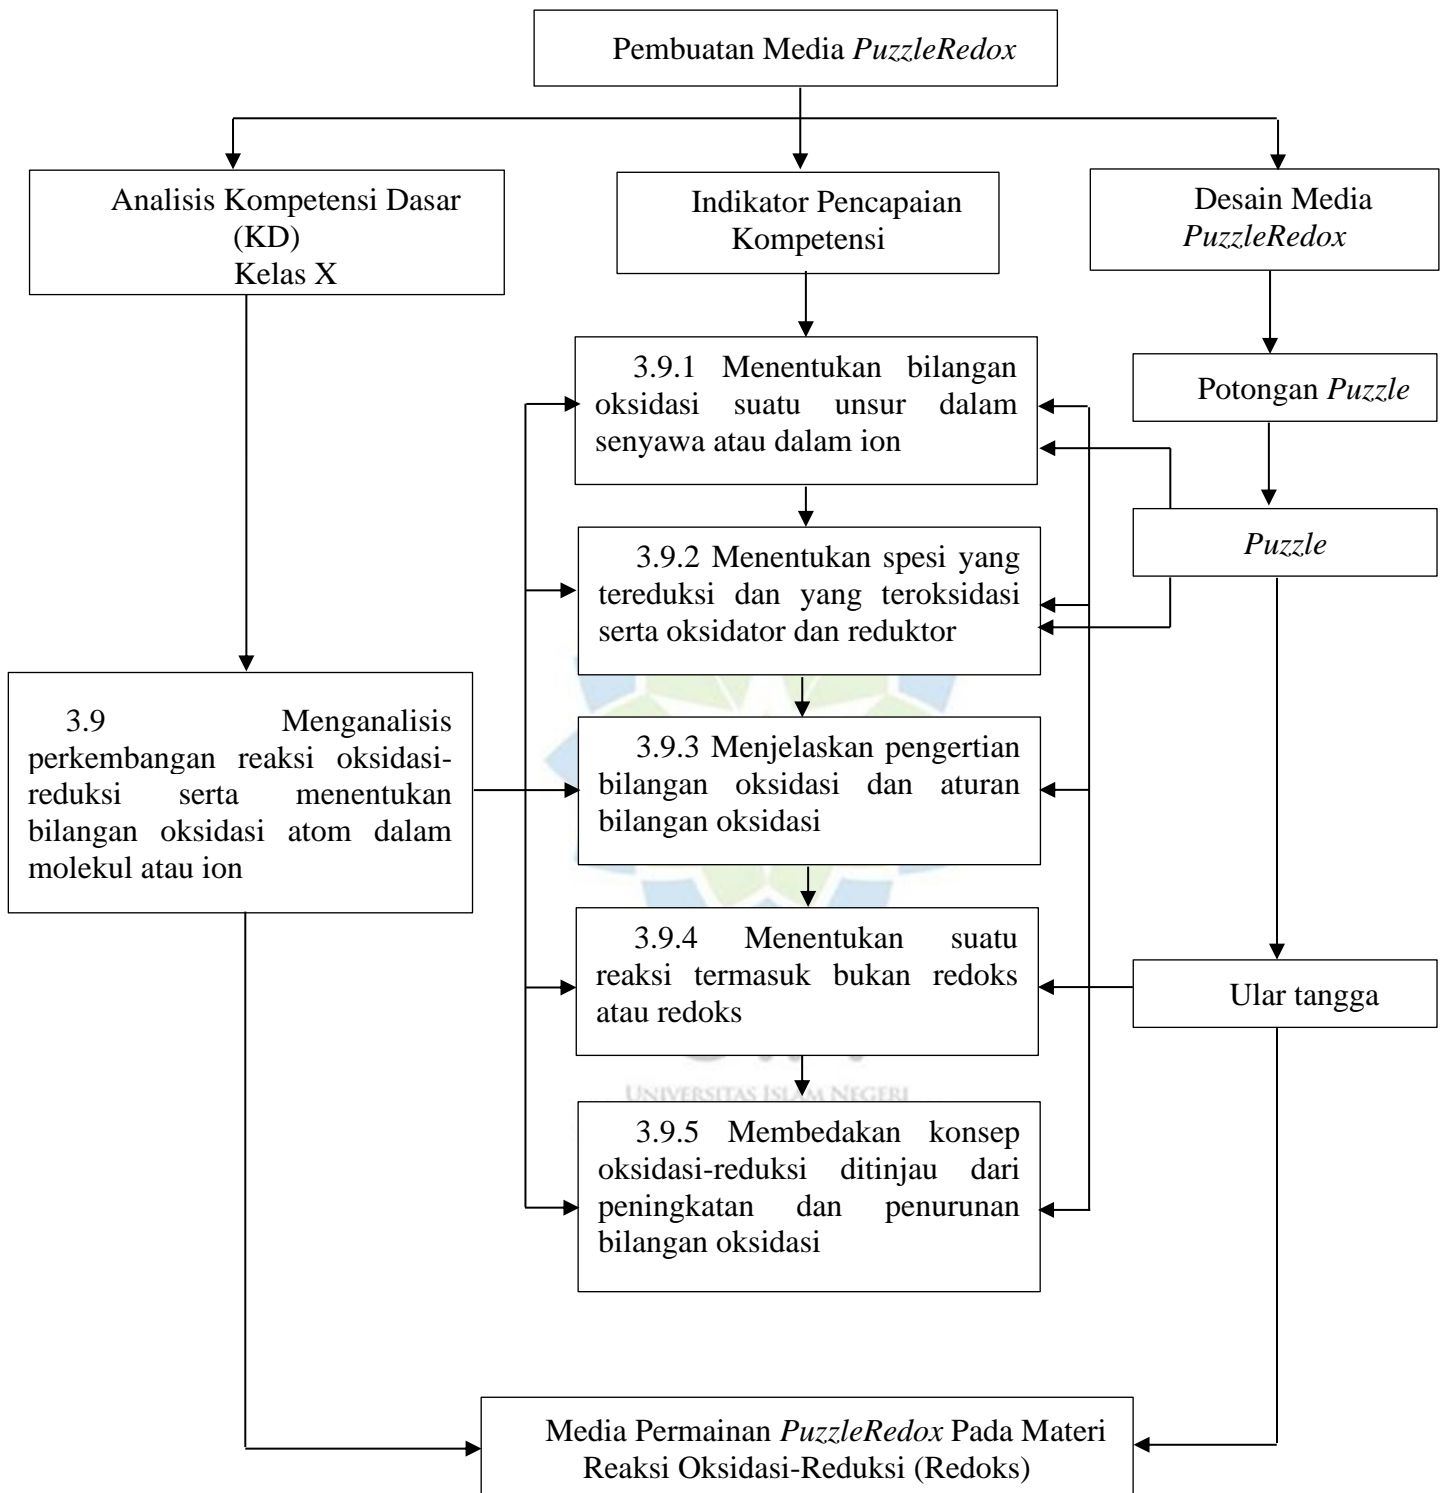 Pembuatan Media PuzzleRedox
Analisis Kompetensi Dasar
(KD)
Kelas X
Indikator Pencapaian
Kompetensi
Desain Media
PuzzleRedox
3.9.1 Menentukan bilangan
oksidasi suatu unsur dalam
senyawa atau dalam ion
Potongan Puzzle
3.9.2 Menentukan spesi yang
tereduksi dan yang teroksidasi
serta oksidator dan reduktor
Puzzle
3.9 Menganalisis
perkembangan reaksi oksidasi-
reduksi serta menentukan
bilangan oksidasi atom dalam
molekul atau ion
3.9.3 Menjelaskan pengertian
bilangan oksidasi dan aturan
bilangan oksidasi
3.9.4 Menentukan suatu
reaksi termasuk bukan redoks
atau redoks
Ular tangga
UNIVERSITAS ISLAM NEGERI
3.9.5 Membedakan konsep
oksidasi-reduksi ditinjau dari
peningkatan dan penurunan
bilangan oksidasi
Media Permainan PuzzleRedox Pada Materi
Reaksi Oksidasi-Reduksi (Redoks)